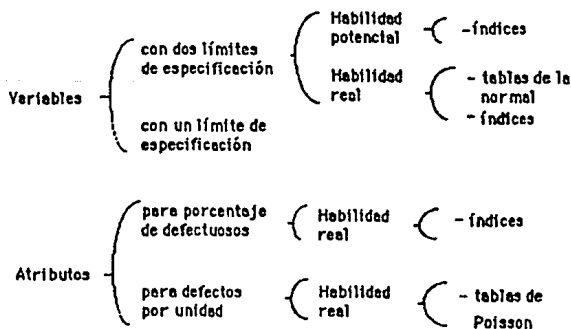 Variables
con dos límites
de especificación
Habilidad
potencial
-índices
Habilidad
real
- tablas de la
normal
- índices
con un límite de
especificación
Atributos
para porcentaje
de defectuosos
Habilidad
real
- índices
para defectos
por unidad
Habilidad
real
- tablas de
Poisson